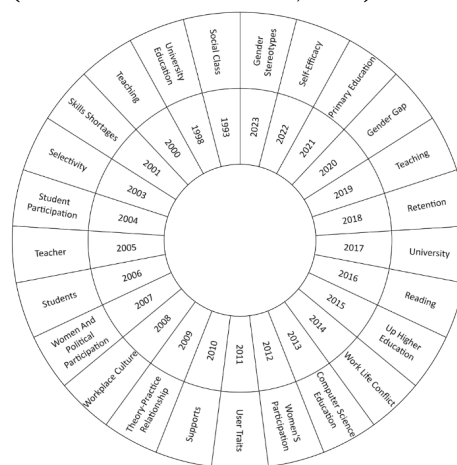 Gender
Stereotypes
2023
Self-Efficacy
2022
Primary Education
2021
Gender Gap
2020
Teaching
2019
Retention
2018
University
2017
Reading
2016
Up Higher
Education
2015
Work Life Conflict
2014
Computer Science
Education
2013
Women'S
Participation
2012
User Traits
2011
Supports
2010
Theory-Practice
Relationship
2009
Workplace Culture
2008
Women And
Political
Participation
2007
Students
2006
Teacher
2005
Student
Participation
2004
Selectivity
2003
Skills Shortages
2001
Teaching
2000
University
Education
1998
Social Class
1993